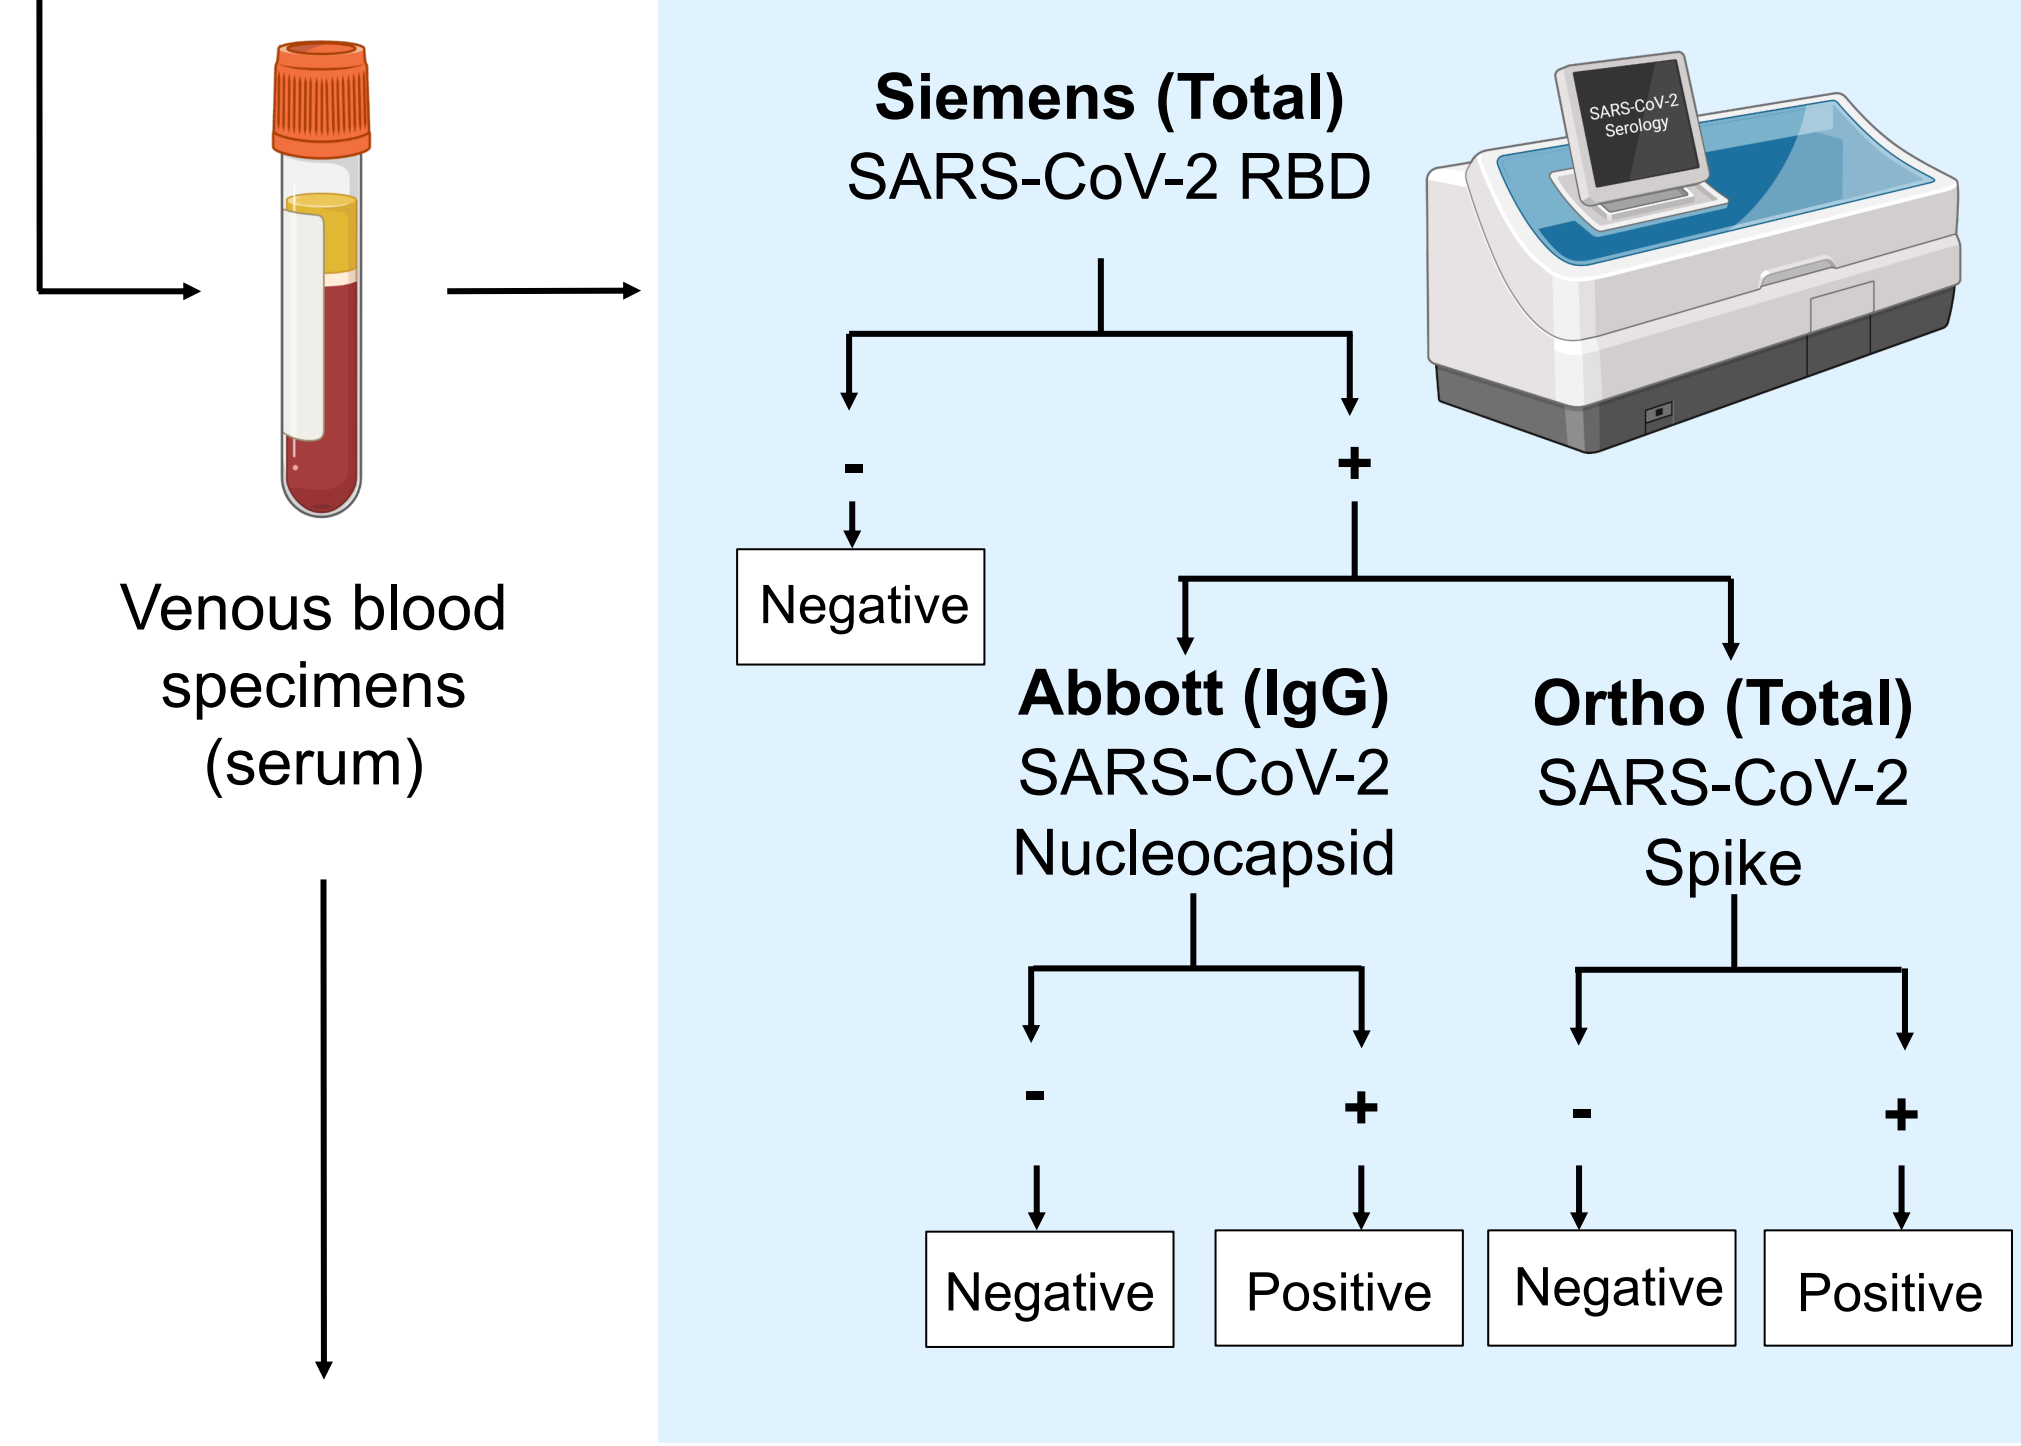 Siemens (Total)
SARS-CoV-2 RBD
SARS-CoV-2
Serology
- +
Negative
Venous blood
specimens
(serum)
Abbott (IgG)
SARS-CoV-2
Nucleocapsid
Ortho (Total)
SARS-CoV-2
Spike
- + - +
Negative Positive Negative Positive